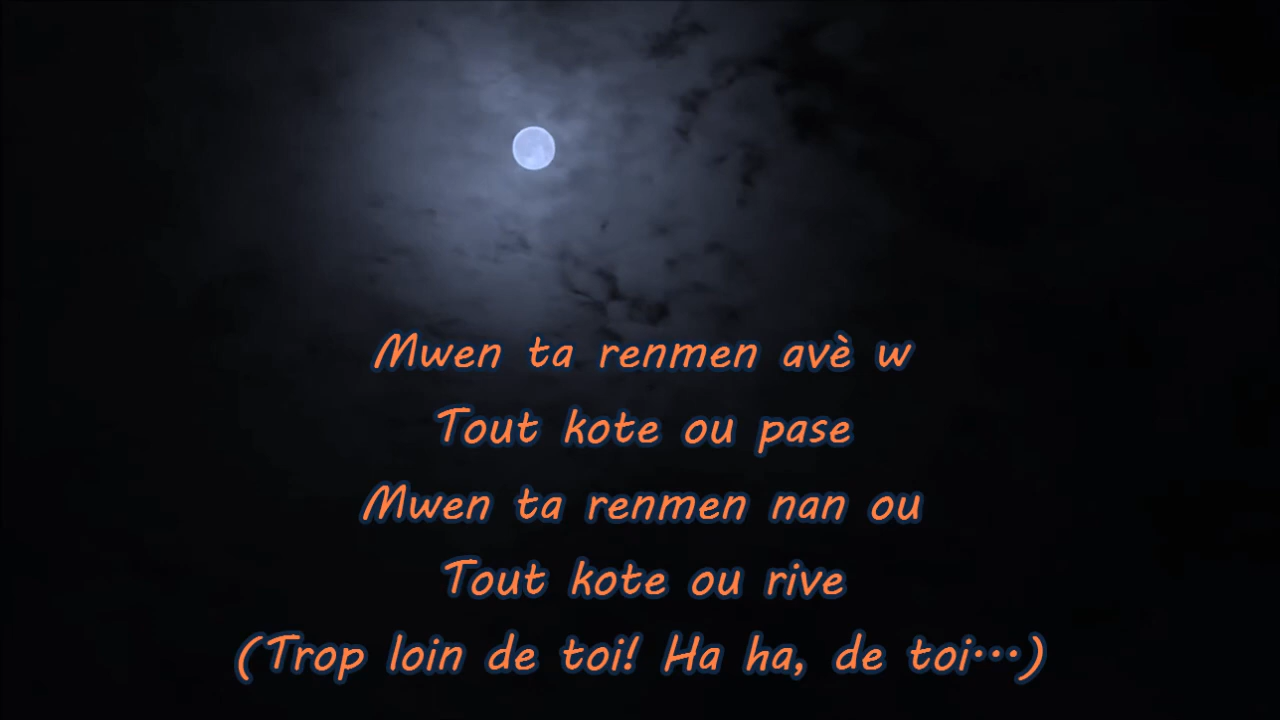 Mwen ta renmen avè w
Tout kote ou pase
Mwen ta renmen nan ou
Tout kote ou rive
(Trop loin de toi! Ha ha, de toi···)